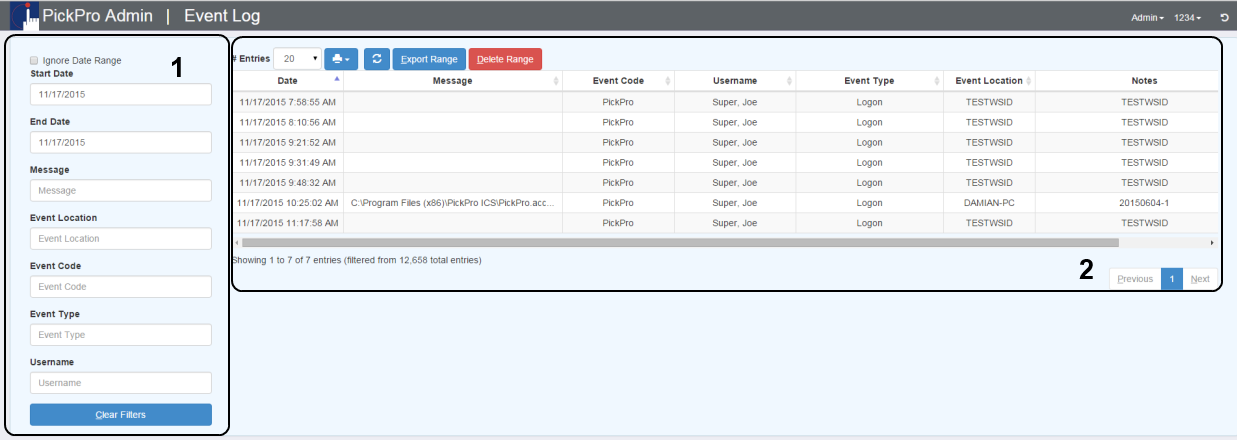 PickPro Admin | Event Log
Admin 1234
1
Ignore Date Range
Start Date
11/17/2015
End Date
11/17/2015
Message
Message
Event Location
Event Location
Event Code
Event Code
Event Type
Event Type
Username
Username
Clear Filters
# Entries 20 Export Range Delete Range
Date Message Event Code Username Event Type Event Location Notes
11/17/2015 7:58:55 AM PickPro Super, Joe Logon TESTWSID TESTWSID
11/17/2015 8:10:56 AM PickPro Super, Joe Logon TESTWSID TESTWSID
11/17/2015 9:21:52 AM PickPro Super, Joe Logon TESTWSID TESTWSID
11/17/2015 9:31:49 AM PickPro Super, Joe Logon TESTWSID TESTWSID
11/17/2015 9:48:32 AM PickPro Super, Joe Logon TESTWSID TESTWSID
11/17/2015 10:25:02 AM C:\Program Files (x86)\PickPro ICS\PickPro.acc... PickPro Super, Joe Logon DAMIAN-PC 20150604-1
11/17/2015 11:17:58 AM PickPro Super, Joe Logon TESTWSID TESTWSID
Showing 1 to 7 of 7 entries (filtered from 12,658 total entries)
2
Previous 1 Next